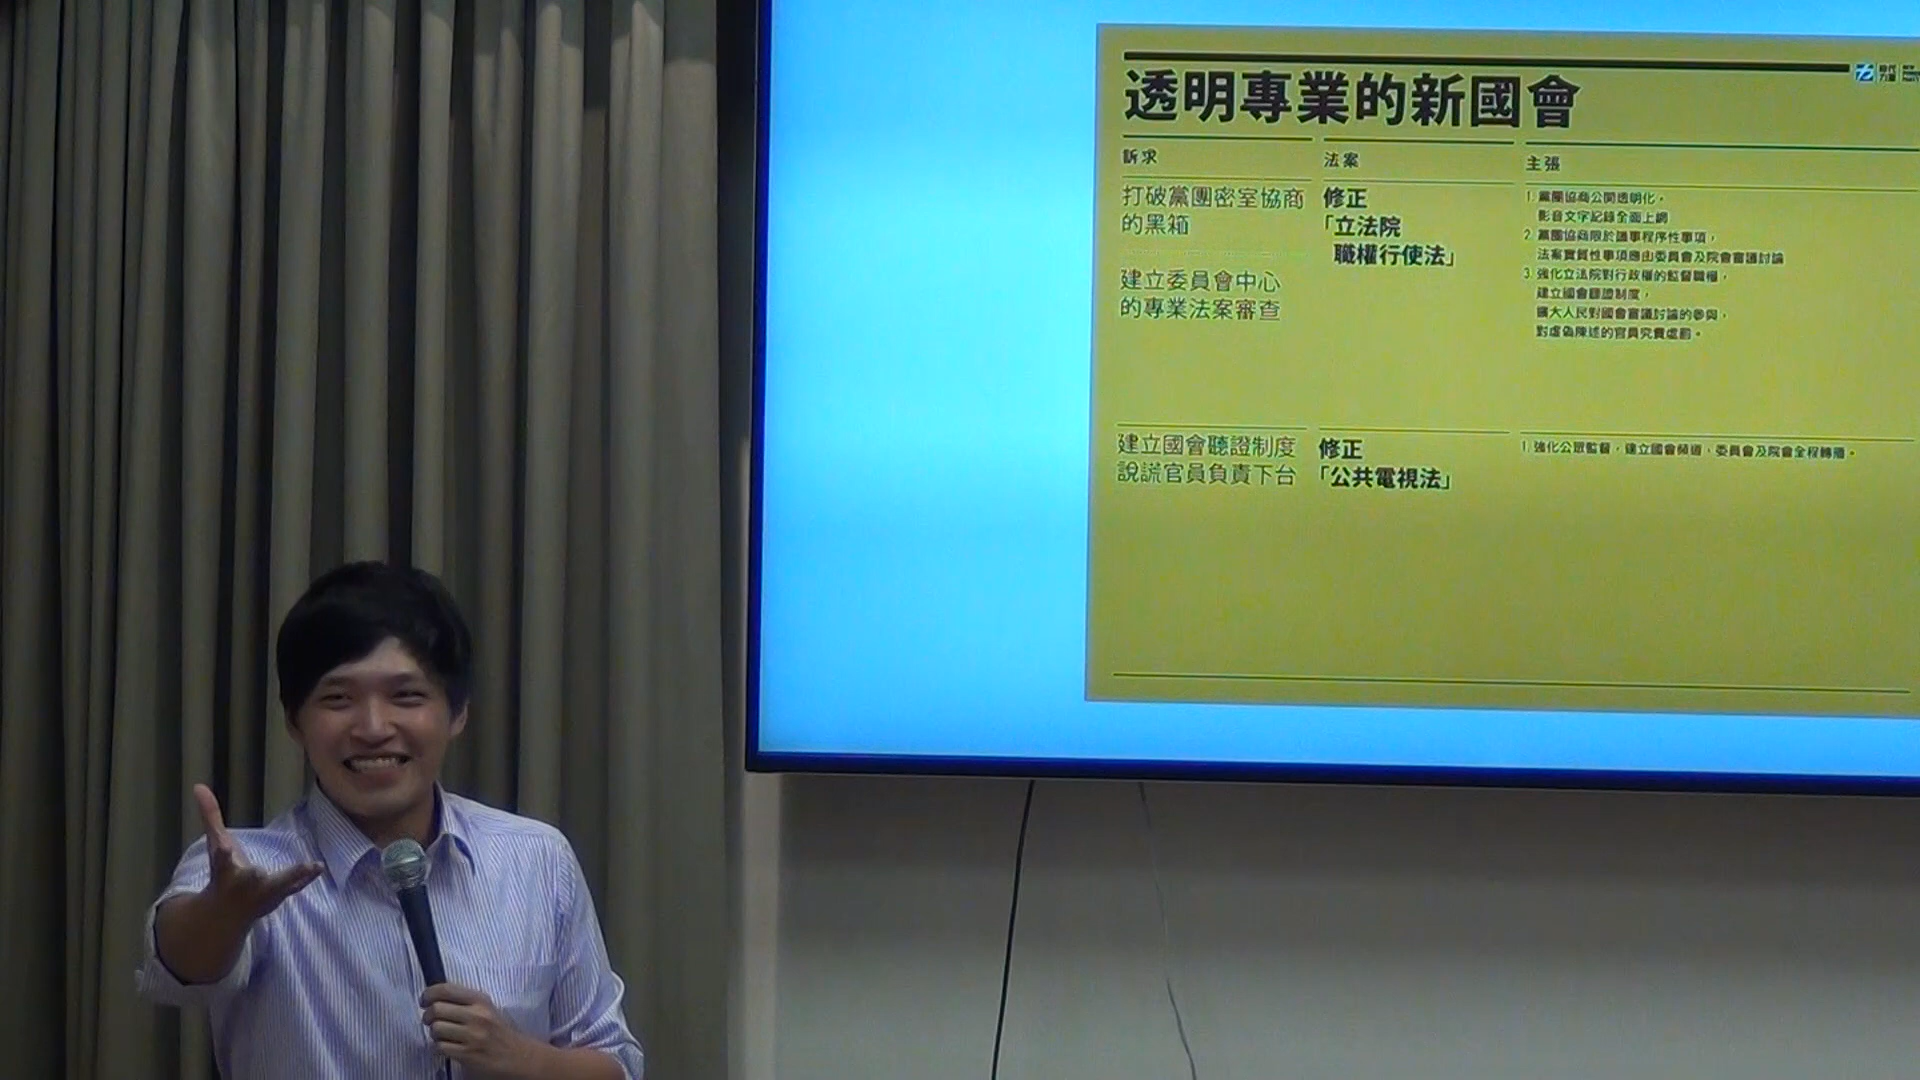 透明專業的新國會
時代
力量
訴求
法案
主張
打破黨團密室協商
的黑箱
建立委員會中心
的專業法案審查
修正
「立法院
職權行使法」
1. 黨團協商公開透明化，
影音文字記錄全面上網
2. 黨團協商限於議事程序性事項，
法案實質性事項應由委員會及院會審議討論
3. 強化立法院對行政權的監督職權，
建立國會聽證制度，
擴大人民對國會審議討論的參與，
對虛偽陳述的官員究責處罰。
建立國會聽證制度
說謊官員負責下台
修正
「公共電視法」
1. 強化公眾監督，建立國會頻道，委員會及院會全程轉播。